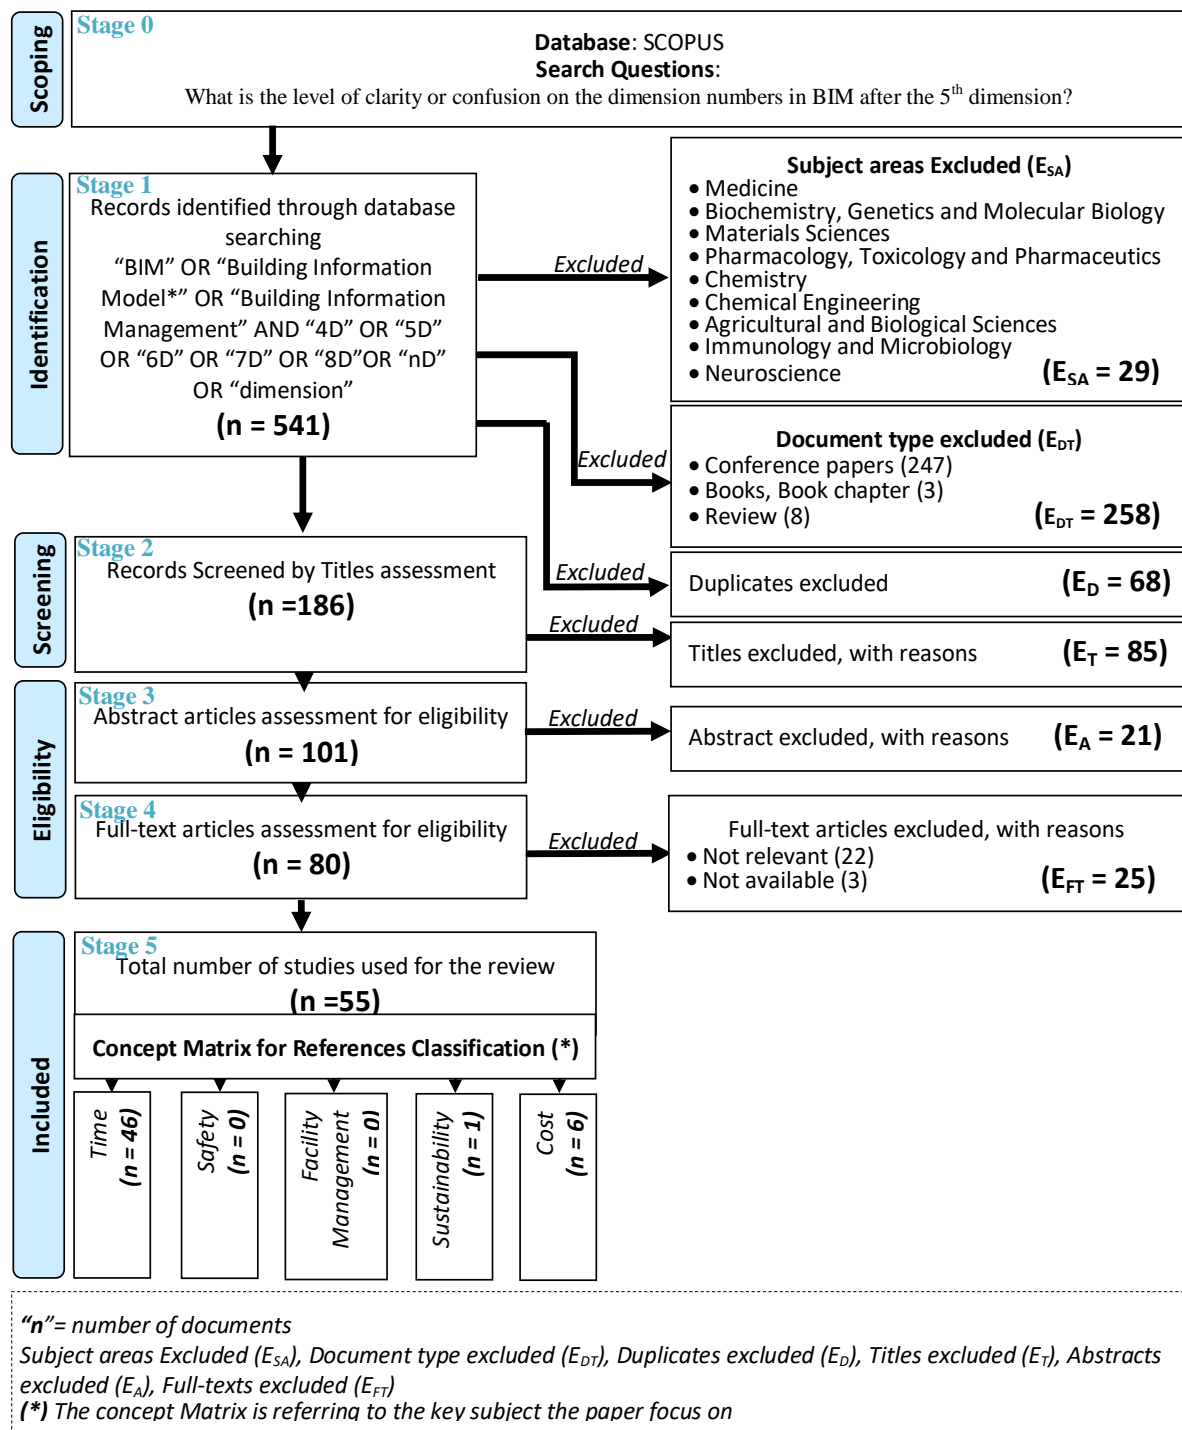 Scoping
Stage 0
Database: SCOPUS
Search Questions:
What is the level of clarity or confusion on the dimension numbers in BIM after the 5th dimension?
Identification
Stage 1
Records identified through database
searching
“BIM” OR “Building Information
Model*” OR “Building Information
Management” AND “4D” OR “5D”
OR “6D” OR “7D” OR “8D”OR “nD”
OR “dimension”
(n = 541)
Excluded
Subject areas Excluded (ESA)
• Medicine
• Biochemistry, Genetics and Molecular Biology
• Materials Sciences
• Pharmacology, Toxicology and Pharmaceutics
• Chemistry
• Chemical Engineering
• Agricultural and Biological Sciences
• Immunology and Microbiology
• Neuroscience
(ESA = 29)
Excluded
Document type excluded (EDT)
• Conference papers (247)
• Books, Book chapter (3)
• Review (8)
(EDT = 258)
Excluded
Duplicates excluded
(ED = 68)
Screening
Stage 2
Records Screened by Titles assessment
(n =186)
Excluded
Titles excluded, with reasons
(ET = 85)
Eligibility
Stage 3
Abstract articles assessment for eligibility
(n = 101)
Excluded
Abstract excluded, with reasons
(EA = 21)
Stage 4
Full-text articles assessment for eligibility
(n = 80)
Excluded
Full-text articles excluded, with reasons
• Not relevant (22)
• Not available (3)
(EFT = 25)
Included
Stage 5
Total number of studies used for the review
(n =55)
Concept Matrix for References Classification (*)
Time
(n = 46)
Safety
(n = 0)
Facility
Management
(n = 0)
Sustainability
(n = 1)
Cost
(n = 6)
“n”= number of documents
Subject areas Excluded (ESA), Document type excluded (EDT), Duplicates excluded (ED), Titles excluded (ET), Abstracts
excluded (EA), Full-texts excluded (EFT)
(*) The concept Matrix is referring to the key subject the paper focus on